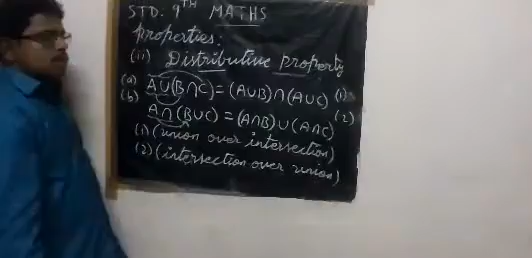 STD. 9TH MATHS
properties:
(ii) Distributive property
(a) A∪(B∩C)=(A∪B)∩(A∪C) (1)
(b) A∩(B∪C)=(A∩B)∪(A∩C) (2)
(1) (union over intersection)
(2) (intersection over union)